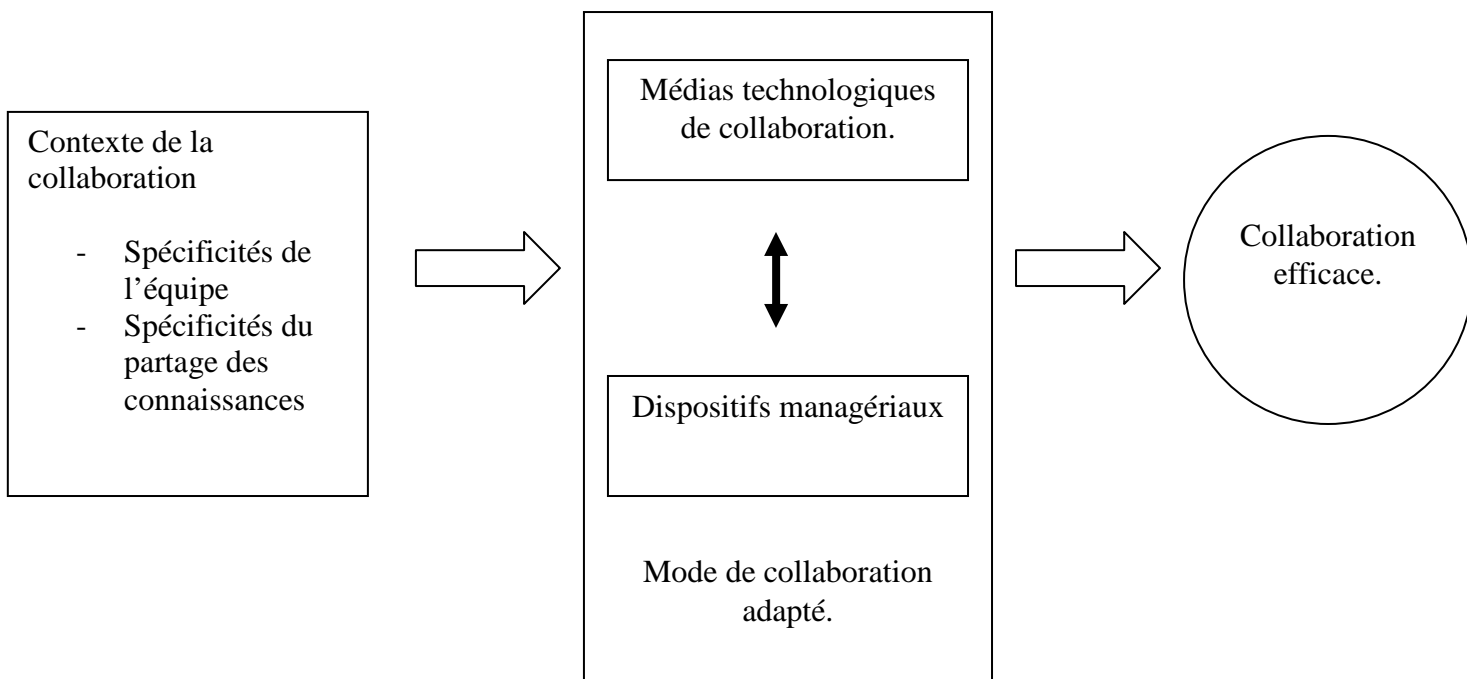 Contexte de la
collaboration
- Spécificités de
l’équipe
- Spécificités du
partage des
connaissances
Médias technologiques
de collaboration.
Dispositifs managériaux
Mode de collaboration
adapté.
Collaboration
efficace.